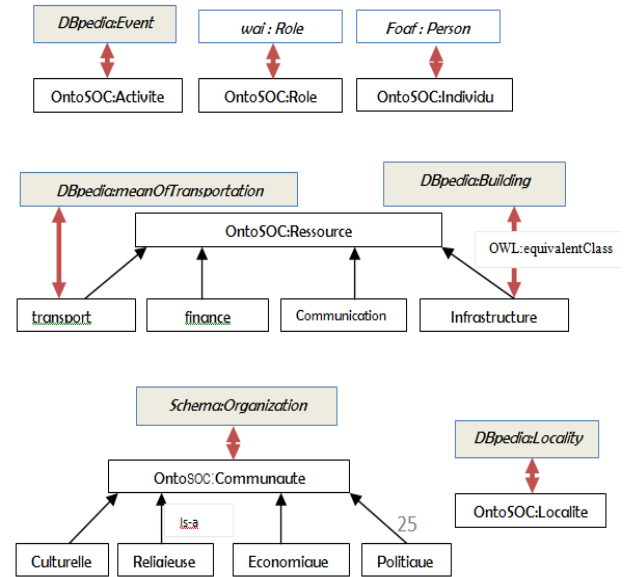 DBpedia:Event
wai : Role
Foaf : Person
OntoSOC:Activite
OntoSOC:Role
OntoSOC:Individu
DBpedia:meanOfTransportation
DBpedia:Building
OntoSOC:Ressource
OWL:equivalentClass
transport
finance
Communication
Infrastructure
Schema:Organization
DBpedia:Locality
OntoSOC:Communaute
OntoSOC:Localite
Is-a
25
Culturelle
Religieuse
Economique
Politique